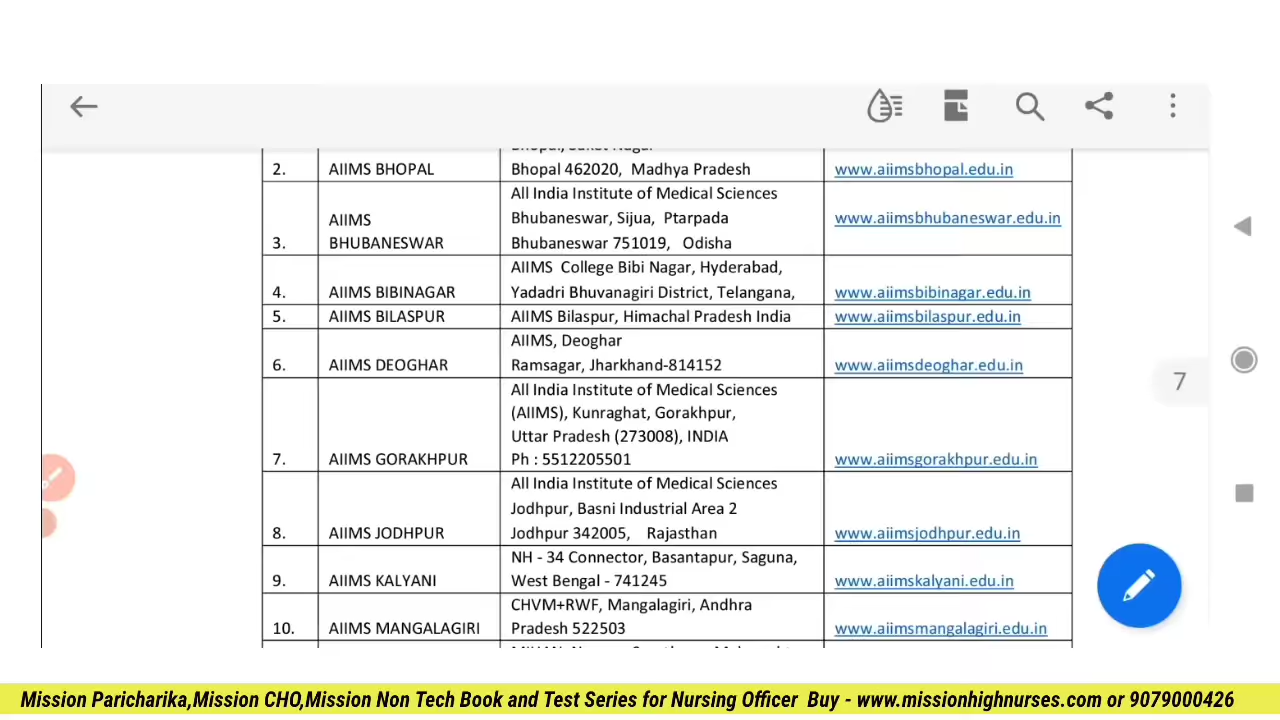 Bhopal, Saket Nagar
2. AIIMS BHOPAL Bhopal 462020, Madhya Pradesh www.aiimsbhopal.edu.in
All India Institute of Medical Sciences
AIIMS Bhubaneswar, Sijua, Ptarpada www.aiimsbhubaneswar.edu.in
3. BHUBANESWAR Bhubaneswar 751019, Odisha
AIIMS College Bibi Nagar, Hyderabad,
4. AIIMS BIBINAGAR Yadadri Bhuvanagiri District, Telangana, www.aiimsbibinagar.edu.in
5. AIIMS BILASPUR AIIMS Bilaspur, Himachal Pradesh India www.aiimsbilaspur.edu.in
AIIMS, Deoghar
6. AIIMS DEOGHAR Ramsagar, Jharkhand-814152 www.aiimsdeoghar.edu.in
All India Institute of Medical Sciences
(AIIMS), Kunraghat, Gorakhpur,
7
Uttar Pradesh (273008), INDIA
7. AIIMS GORAKHPUR Ph : 5512205501 www.aiimsgorakhpur.edu.in
All India Institute of Medical Sciences
Jodhpur, Basni Industrial Area 2
8. AIIMS JODHPUR Jodhpur 342005, Rajasthan www.aiimsjodhpur.edu.in
NH - 34 Connector, Basantapur, Saguna,
9. AIIMS KALYANI West Bengal - 741245 www.aiimskalyani.edu.in
CHVM+RWF, Mangalagiri, Andhra
10. AIIMS MANGALAGIRI Pradesh 522503 www.aiimsmangalagiri.edu.in
Mission Paricharika,Mission CHO,Mission Non Tech Book and Test Series for Nursing Officer Buy - www.missionhighnurses.com or 9079000426